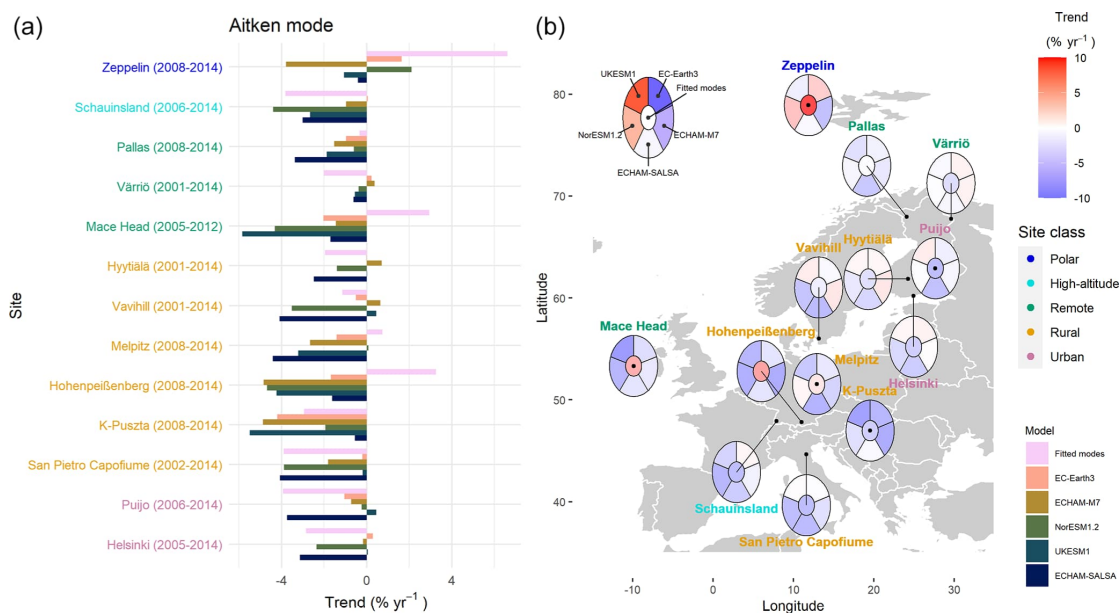 (a)
Aitken mode
Site
Zeppelin (2008-2014)
Schauinsland (2006-2014)
Pallas (2008-2014)
Värriö (2001-2014)
Mace Head (2005-2012)
Hyytiälä (2001-2014)
Vavihill (2001-2014)
Melpitz (2008-2014)
Hohenpeißenberg (2008-2014)
K-Puszta (2008-2014)
San Pietro Capofiume (2002-2014)
Puijo (2006-2014)
Helsinki (2005-2014)
-4 0 4
Trend (% yr⁻¹)
(b)
Latitude
80
70
60
50
40
-10 0 10 20 30
Longitude
UKESM1
EC-Earth3
Fitted modes
NorESM1.2
ECHAM-M7
ECHAM-SALSA
Zeppelin
Pallas
Värriö
Vavihill
Hyytiälä
Puijo
Mace Head
Hohenpeißenberg
Melpitz
K-Puszta
Helsinki
Schauinsland
San Pietro Capofiume
Trend
(% yr⁻¹)
10
5
0
-5
-10
Site class
Polar
High-altitude
Remote
Rural
Urban
Model
Fitted modes
EC-Earth3
ECHAM-M7
NorESM1.2
UKESM1
ECHAM-SALSA